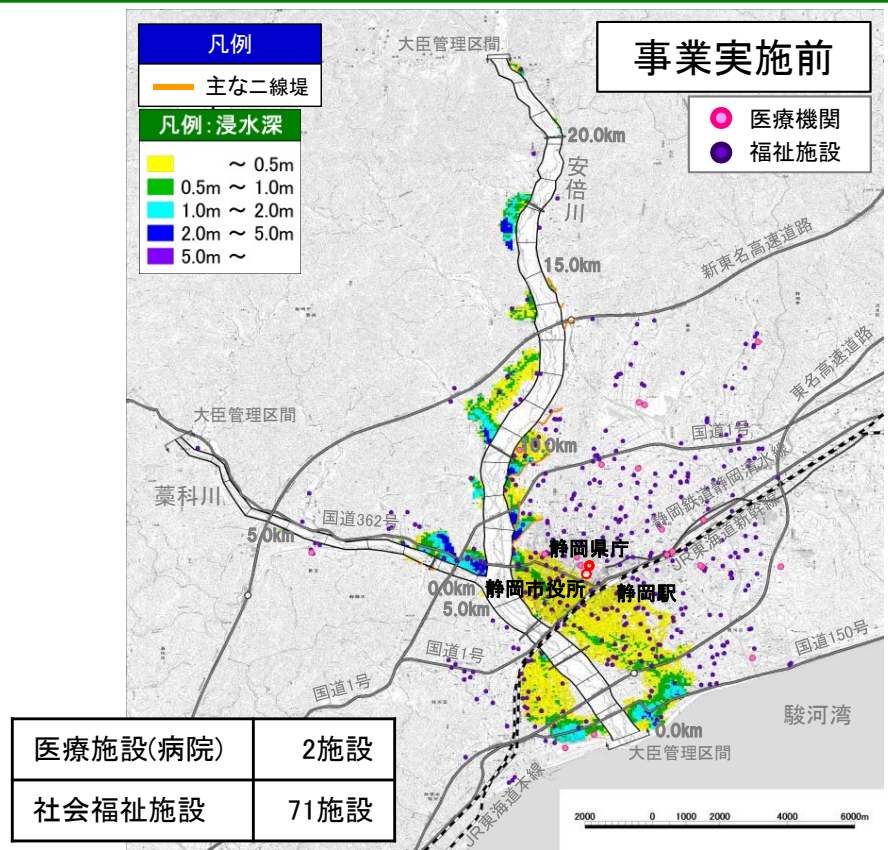 凡例
主な二線堤
凡例:浸水深
~ 0.5m
0.5m ~ 1.0m
1.0m ~ 2.0m
2.0m ~ 5.0m
5.0m ~
大臣管理区間
事業実施前
医療機関
福祉施設
20.0km
安倍川
15.0km
新東名高速道路
東名高速道路
大臣管理区間
国道1号
10.0km
静岡鉄道静岡清水線
藁科川
国道362号
5.0km
JR東海道新幹線
静岡県庁
0.0km
静岡市役所
静岡駅
5.0km
国道1号
国道150号
国道1号
駿河湾
0.0km
大臣管理区間
JR東海道本線
医療施設(病院) 2施設
社会福祉施設 71施設
2000 0 1000 2000 4000 6000m